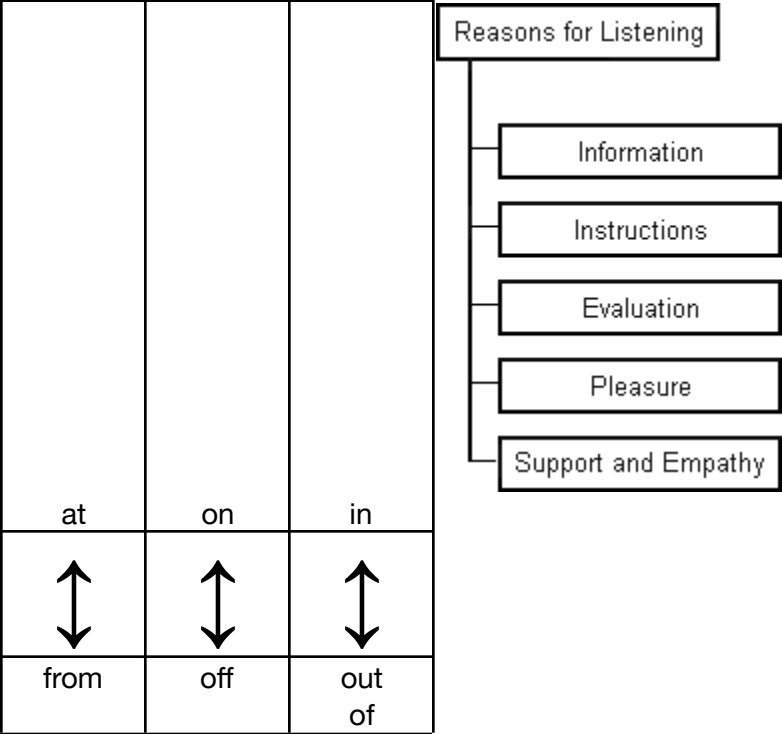 Reasons for Listening
Information
Instructions
Evaluation
Pleasure
Support and Empathy
at on in
from off out
of